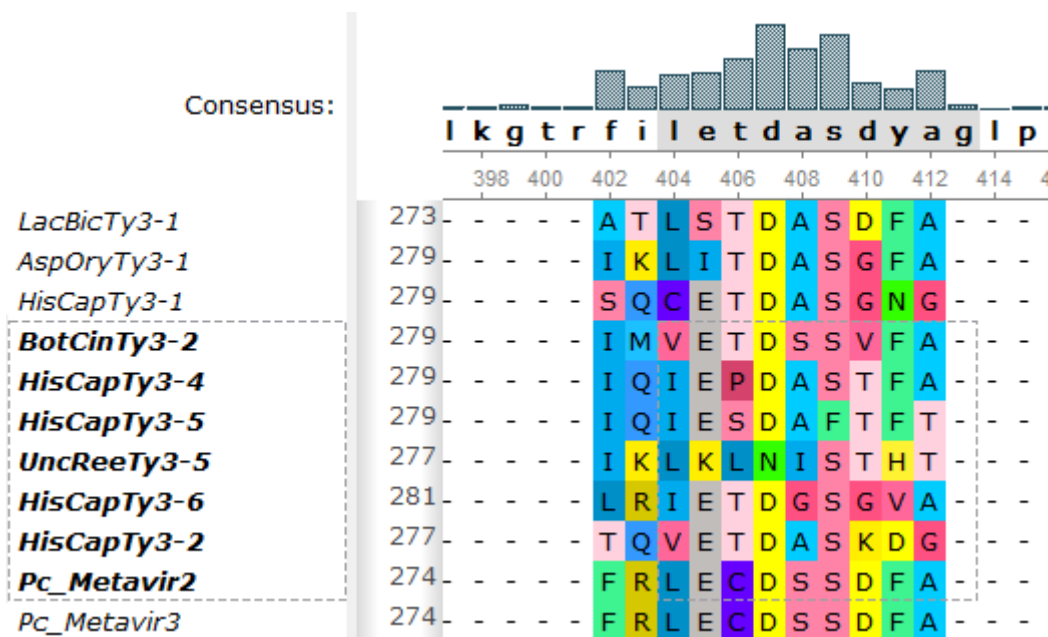 Consensus:
l k g t r f i l e t d a s d y a g l p
398 400 402 404 406 408 410 412 414 4
LacBicTy3-1 273 - - - - - A T L S T D A S D F A - - -
AspOryTy3-1 279 - - - - - I K L I T D A S G F A - - -
HisCapTy3-1 279 - - - - - S Q C E T D A S G N G - - -
BotCinTy3-2 279 - - - - - I M V E T D S S V F A - - -
HisCapTy3-4 279 - - - - - I Q I E P D A S T F A - - -
HisCapTy3-5 279 - - - - - I Q I E S D A F T F T - - -
UncReeTy3-5 277 - - - - - I K L K L N I S T H T - - -
HisCapTy3-6 281 - - - - - L R I E T D G S G V A - - -
HisCapTy3-2 277 - - - - - T Q V E T D A S K D G - - -
Pc_Metavir2 274 - - - - - F R L E C D S S D F A - - -
Pc_Metavir3 274 - - - - - F R L E C D S S D F A - - -